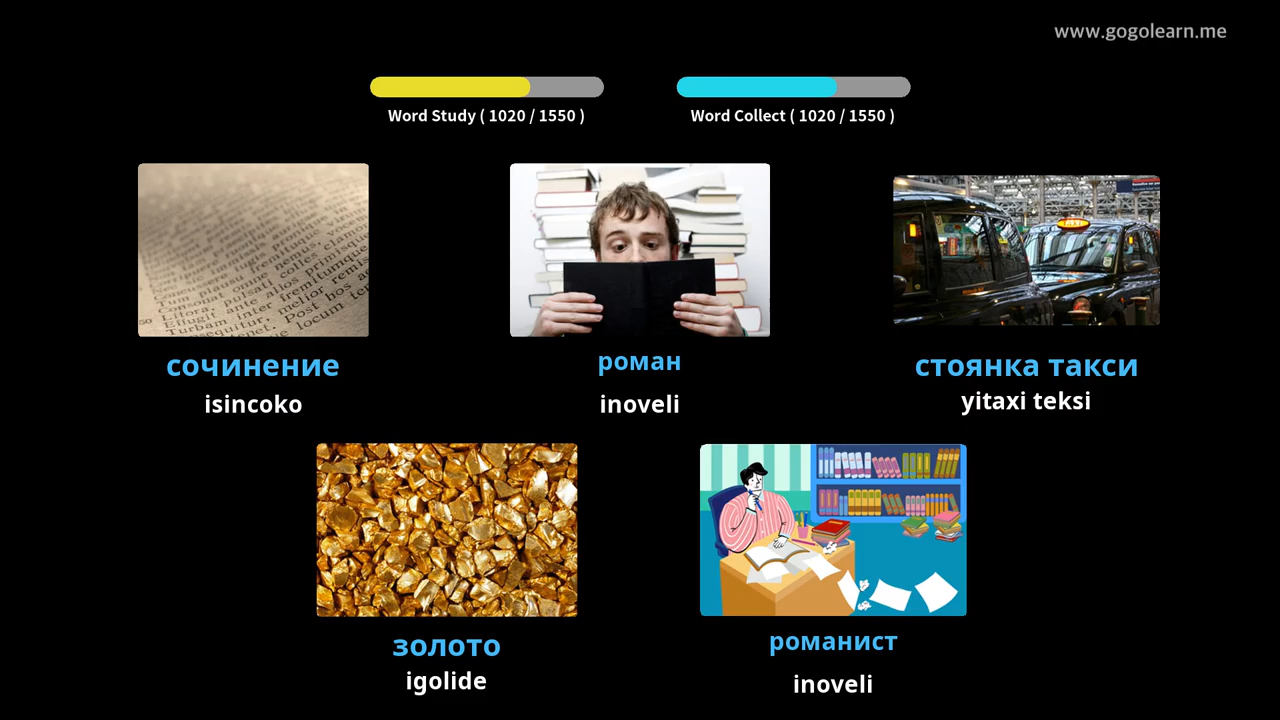 www.gogolearn.me
Word Study ( 1020 / 1550 )
Word Collect ( 1020 / 1550 )
сочинение
isincoko
роман
inoveli
стоянка такси
yitaxi teksi
золото
igolide
романист
inoveli